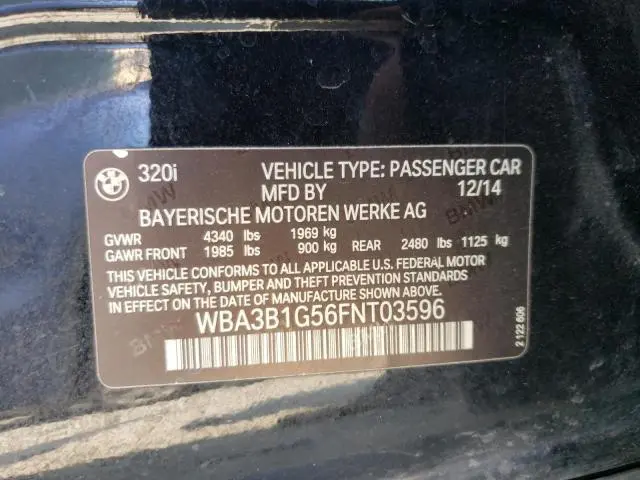 BMW 320i VEHICLE TYPE: PASSENGER CAR
MFD BY 12/14
BAYERISCHE MOTOREN WERKE AG
GVWR 4340 lbs 1969 kg
GAWR FRONT 1985 lbs 900 kg REAR 2480 lbs 1125 kg
THIS VEHICLE CONFORMS TO ALL APPLICABLE U.S. FEDERAL MOTOR
VEHICLE SAFETY, BUMPER AND THEFT PREVENTION STANDARDS
IN EFFECT ON THE DATE OF MANUFACTURE SHOWN ABOVE.
WBA3B1G56FNT03596
2 122 606